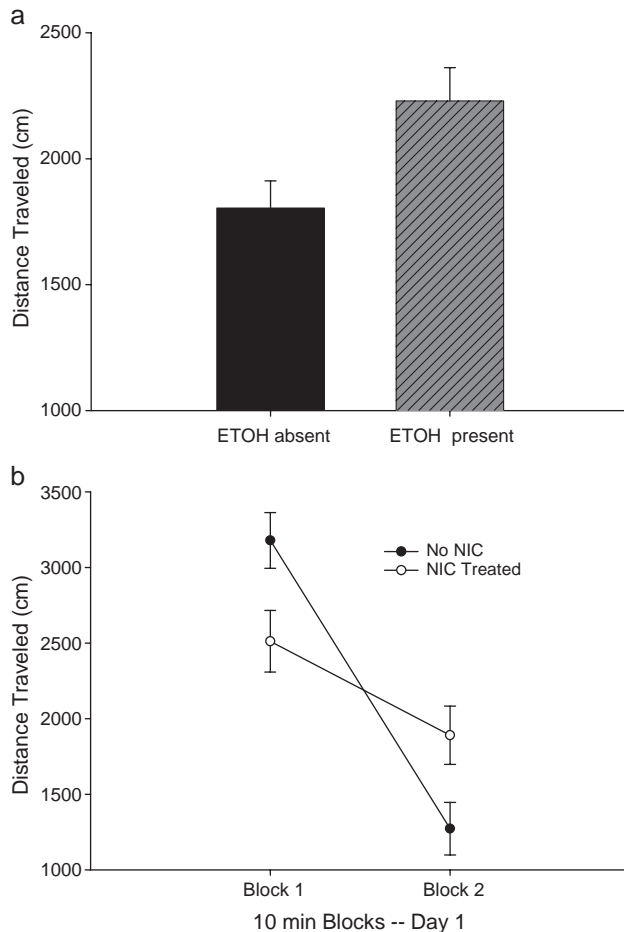 a
2500
2000
1500
1000
Distance Traveled (cm)
ETOH absent
ETOH present
b
3500
3000
2500
2000
1500
1000
Distance Traveled (cm)
No NIC
NIC Treated
Block 1
Block 2
10 min Blocks -- Day 1